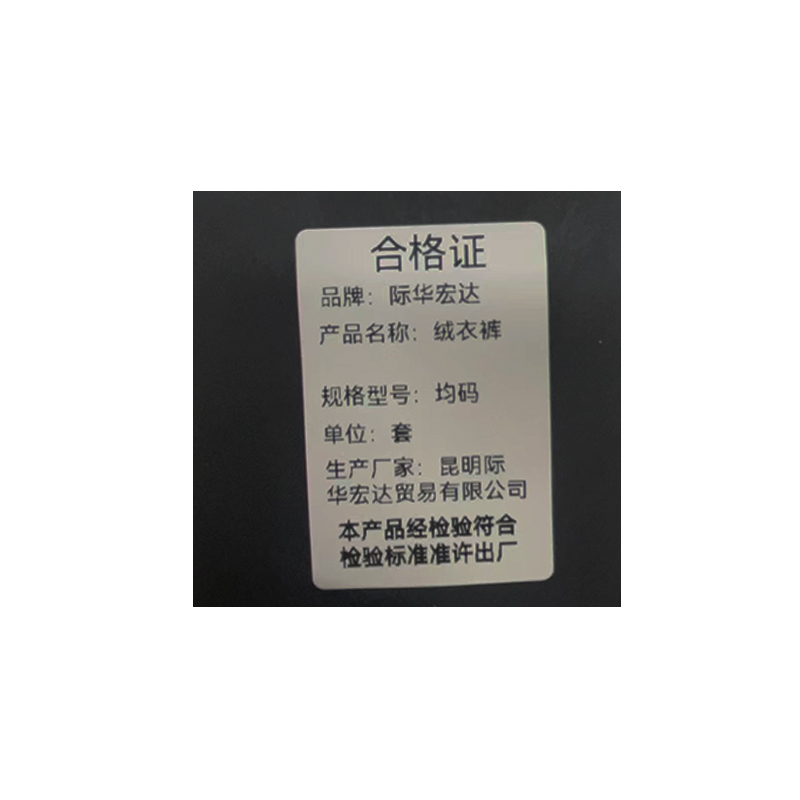 合格证
品牌：际华宏达
产品名称：绒衣裤
规格型号：均码
单位：套
生产厂家：昆明际
华宏达贸易有限公司
本产品经检验符合
检验标准准许出厂